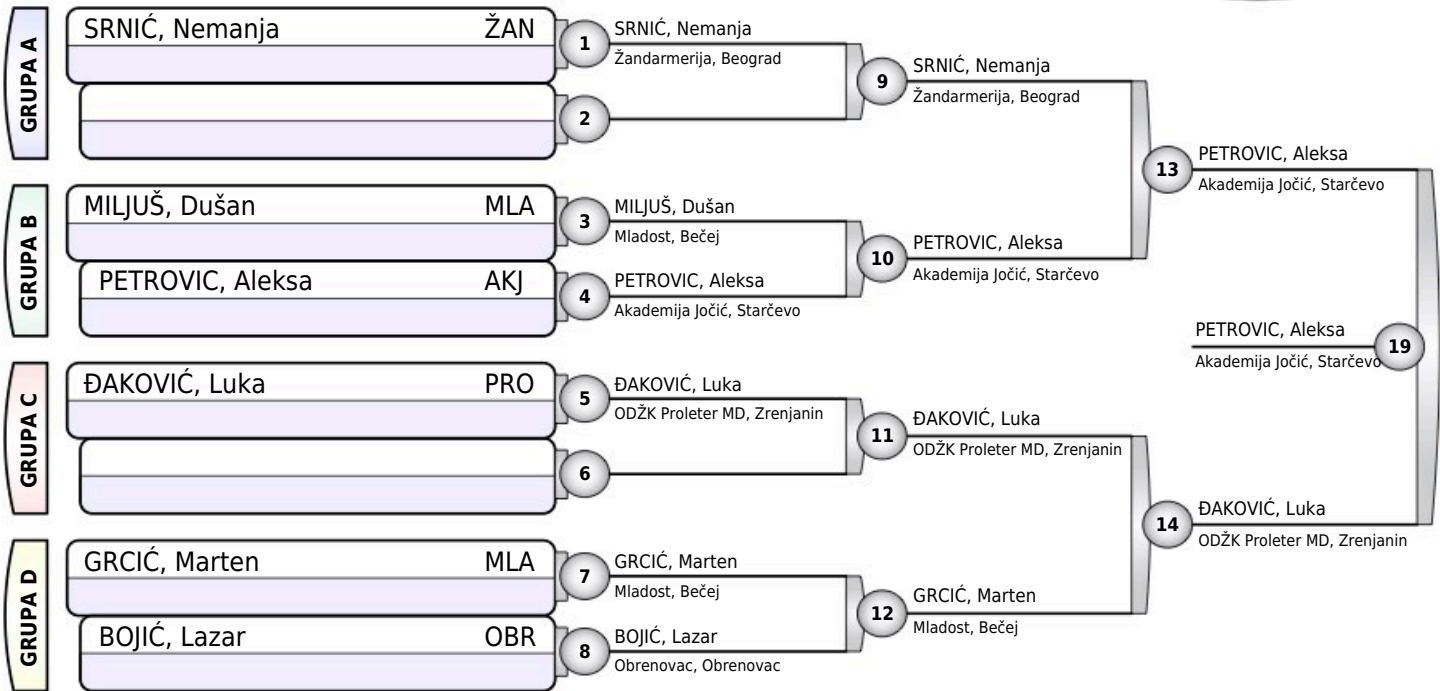 GRUPA A
SRNIĆ, Nemanja ŽAN
1
SRNIĆ, Nemanja
Žandarmerija, Beograd
2
9
SRNIĆ, Nemanja
Žandarmerija, Beograd
GRUPA B
MILJUŠ, Dušan MLA
3
MILJUŠ, Dušan
Mladost, Bečej
PETROVIC, Aleksa AKJ
4
PETROVIC, Aleksa
Akademija Jočić, Starčevo
10
PETROVIC, Aleksa
Akademija Jočić, Starčevo
13
PETROVIC, Aleksa
Akademija Jočić, Starčevo
GRUPA C
ĐAKOVIĆ, Luka PRO
5
ĐAKOVIĆ, Luka
ODŽK Proleter MD, Zrenjanin
6
11
ĐAKOVIĆ, Luka
ODŽK Proleter MD, Zrenjanin
GRUPA D
GRCIĆ, Marten MLA
7
GRCIĆ, Marten
Mladost, Bečej
BOJIĆ, Lazar OBR
8
BOJIĆ, Lazar
Obrenovac, Obrenovac
12
GRCIĆ, Marten
Mladost, Bečej
14
ĐAKOVIĆ, Luka
ODŽK Proleter MD, Zrenjanin
PETROVIC, Aleksa
Akademija Jočić, Starčevo
19